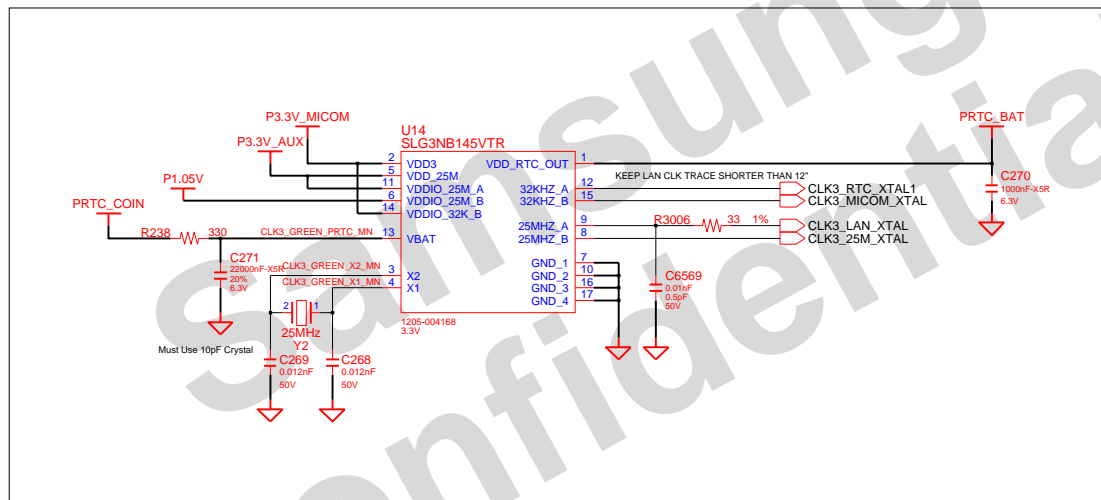 Samsung
Confidential
P3.3V_MICOM
P3.3V_AUX
P1.05V
PRTC_COIN
R238 330
CLK3_GREEN_PRTC_MN
C271
22000nF-X5R
20%
6.3V
CLK3_GREEN_X2_MN
CLK3_GREEN_X1_MN
2 1
25MHz
Y2
Must Use 10pF Crystal
C269
0.012nF
50V
C268
0.012nF
50V
U14
SLG3NB145VTR
2 VDD3
5 VDD_25M
11 VDDIO_25M_A
6 VDDIO_25M_B
14 VDDIO_32K_B
13 VBAT
3 X2
4 X1
VDD_RTC_OUT 1
32KHZ_A 12
32KHZ_B 15
25MHZ_A 9
25MHZ_B 8
GND_1 7
GND_2 10
GND_3 16
GND_4 17
1205-004168
3.3V
KEEP LAN CLK TRACE SHORTER THAN 12"
CLK3_RTC_XTAL1
CLK3_MICOM_XTAL
R3006 33 1%
CLK3_LAN_XTAL
CLK3_25M_XTAL
C6569
0.01nF
0.5pF
50V
PRTC_BAT
C270
1000nF-X5R
6.3V